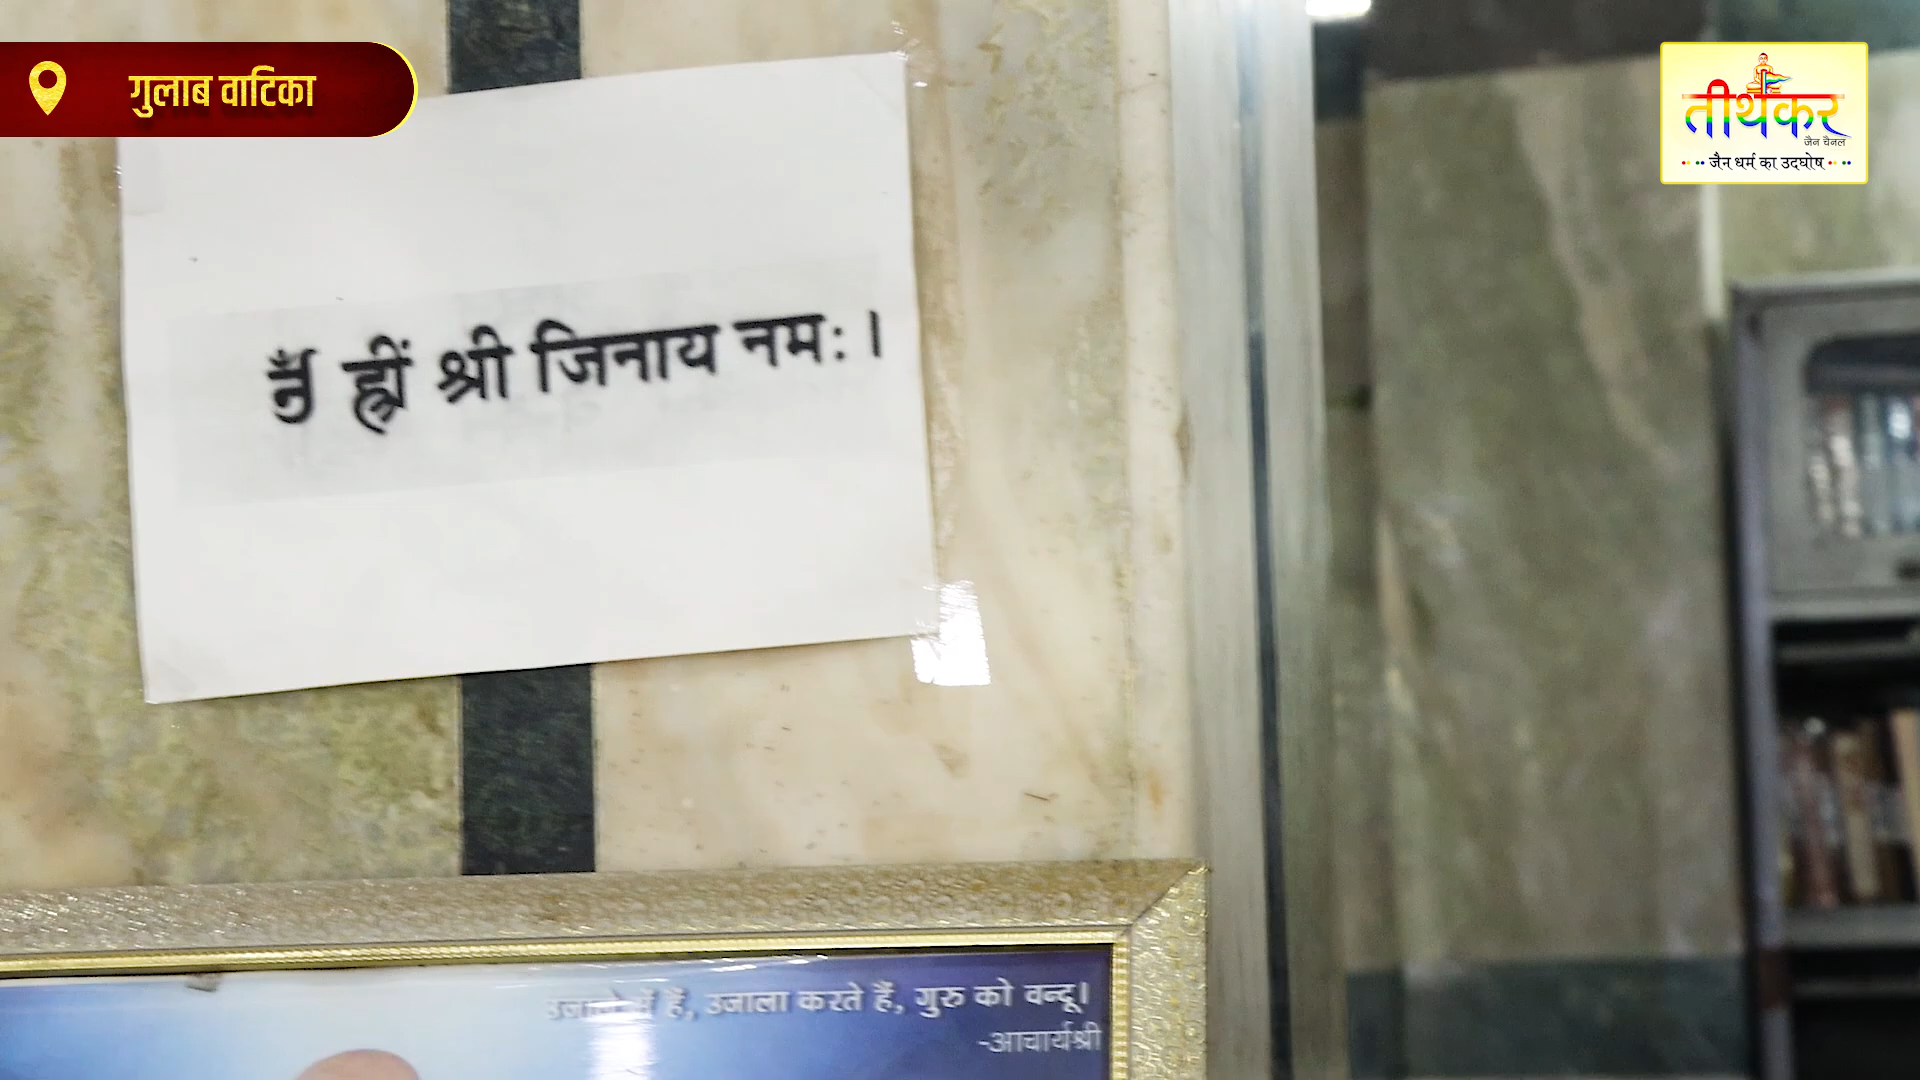 गुलाब वाटिका
तीर्थंकर
जैन चैनल
जैन धर्म का उदघोष
ॐ ह्रीं श्री जिनाय नमः।
हैं, उजाला करते हैं, गुरु को वन्दू।
-आचार्यश्री